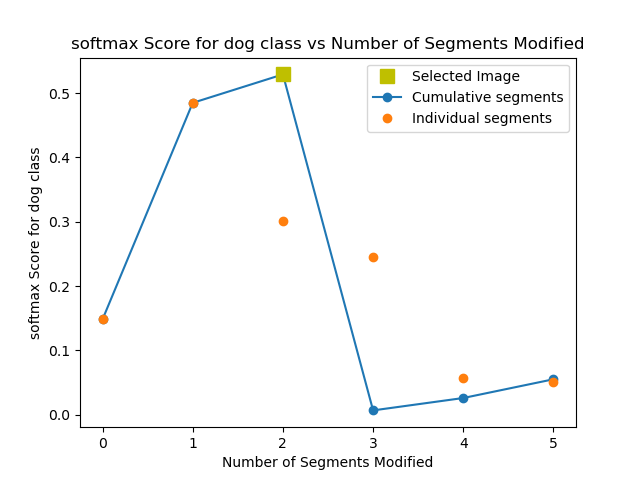 softmax Score for dog class vs Number of Segments Modified
Selected Image
Cumulative segments
Individual segments
softmax Score for dog class
0.5
0.4
0.3
0.2
0.1
0.0
0 1 2 3 4 5
Number of Segments Modified